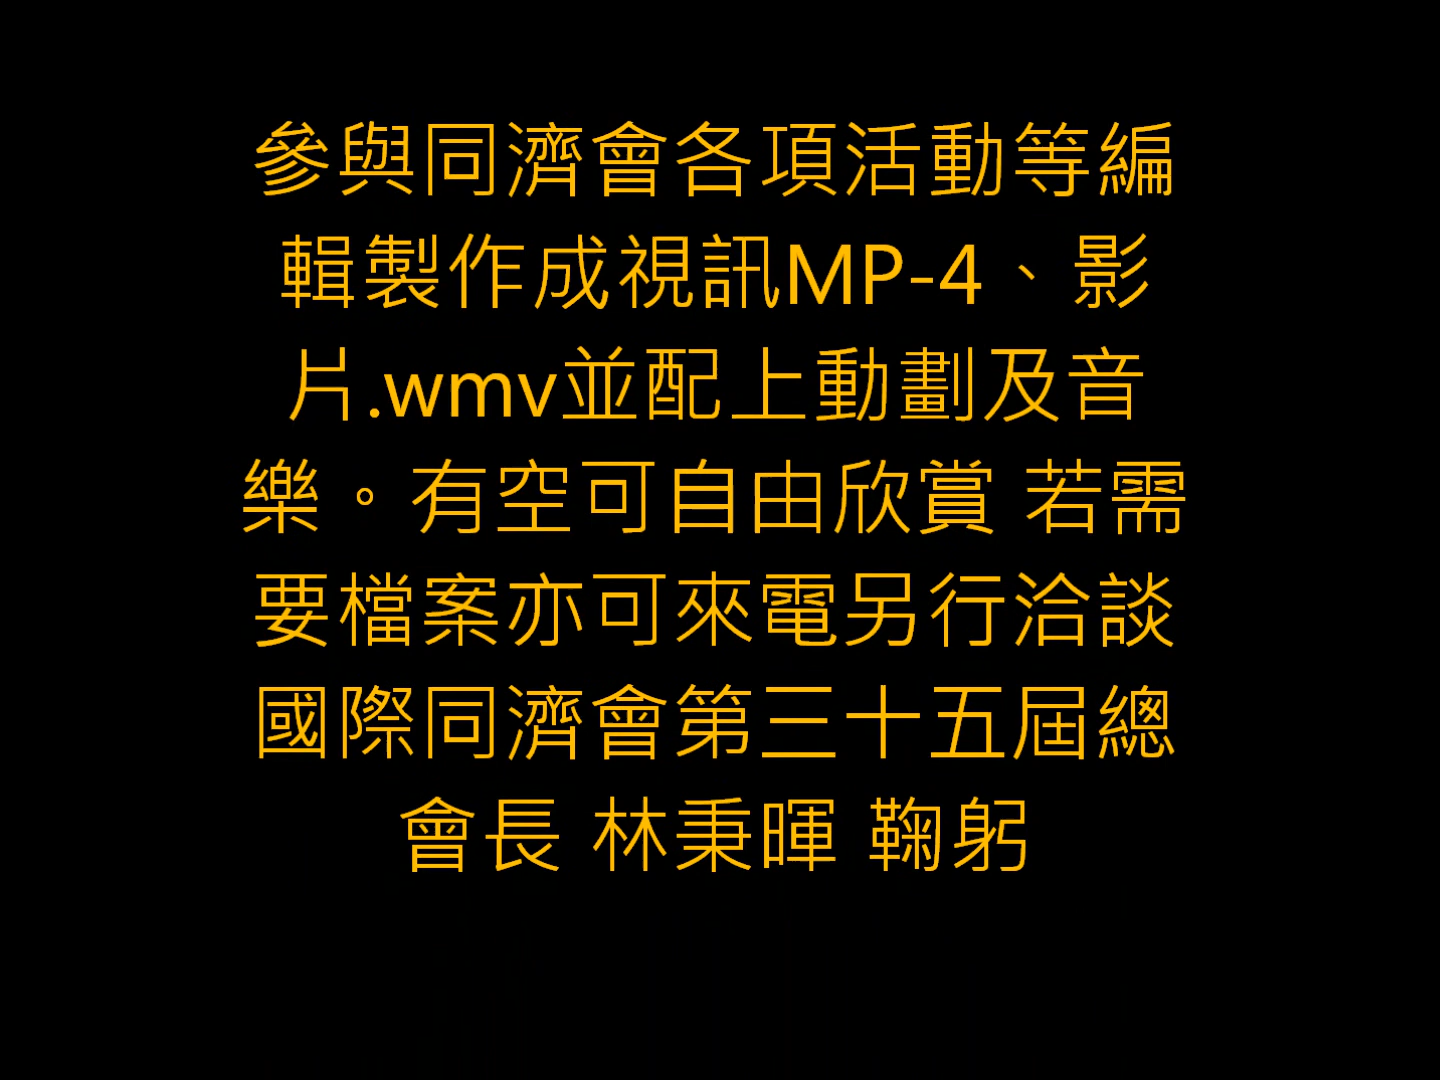 參與同濟會各項活動等編
輯製作成視訊MP-4、影
片.wmv並配上動劃及音
樂。有空可自由欣賞 若需
要檔案亦可來電另行洽談
國際同濟會第三十五屆總
會長 林秉暉 鞠躬